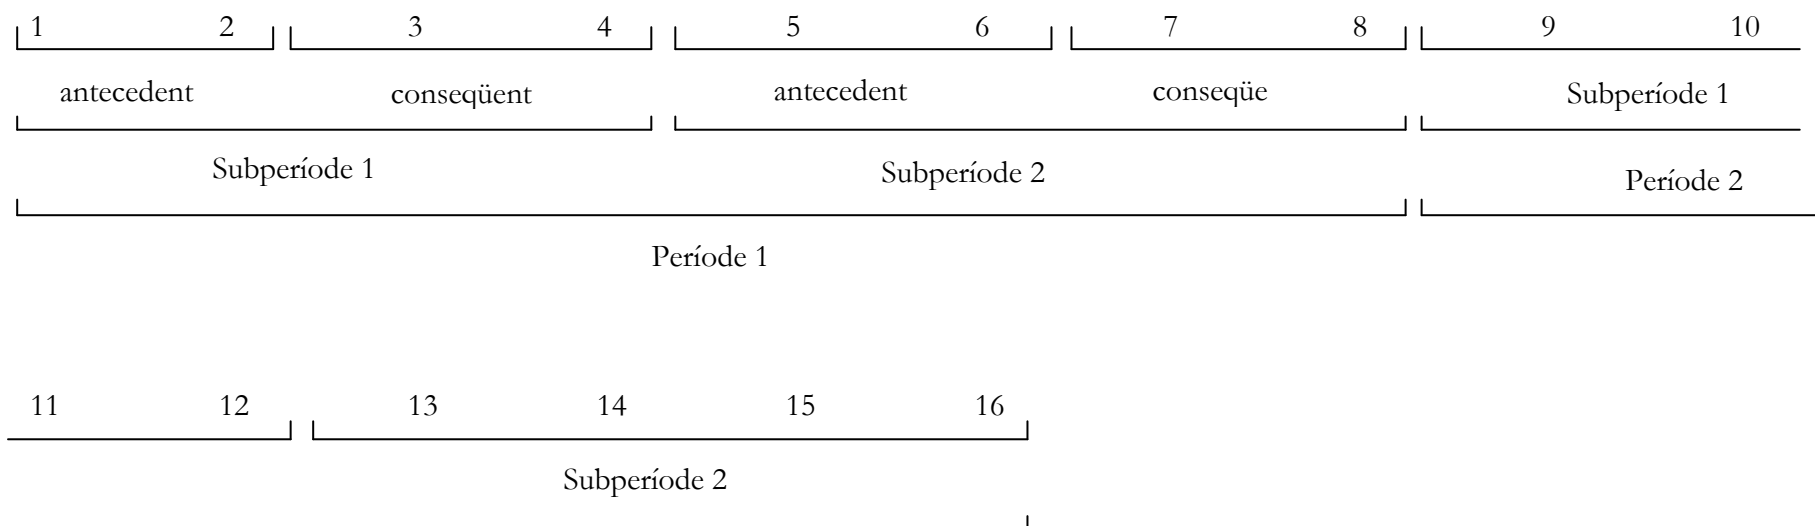 1 2 3 4 5 6 7 8 9 10
antecedent conseqüent antecedent conseqüe Subperíode 1
Subperíode 1 Subperíode 2 Període 2
Període 1
11 12 13 14 15 16
Subperíode 2